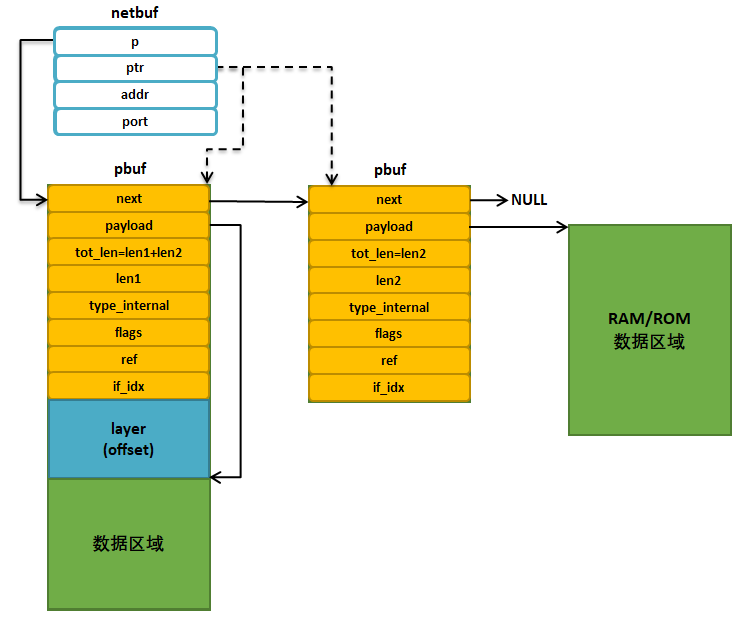 netbuf
p
ptr
addr
port
pbuf
next
payload
tot_len=len1+len2
len1
type_internal
flags
ref
if_idx
layer
(offset)
数据区域
pbuf
next
payload
tot_len=len2
len2
type_internal
flags
ref
if_idx
NULL
RAM/ROM
数据区域